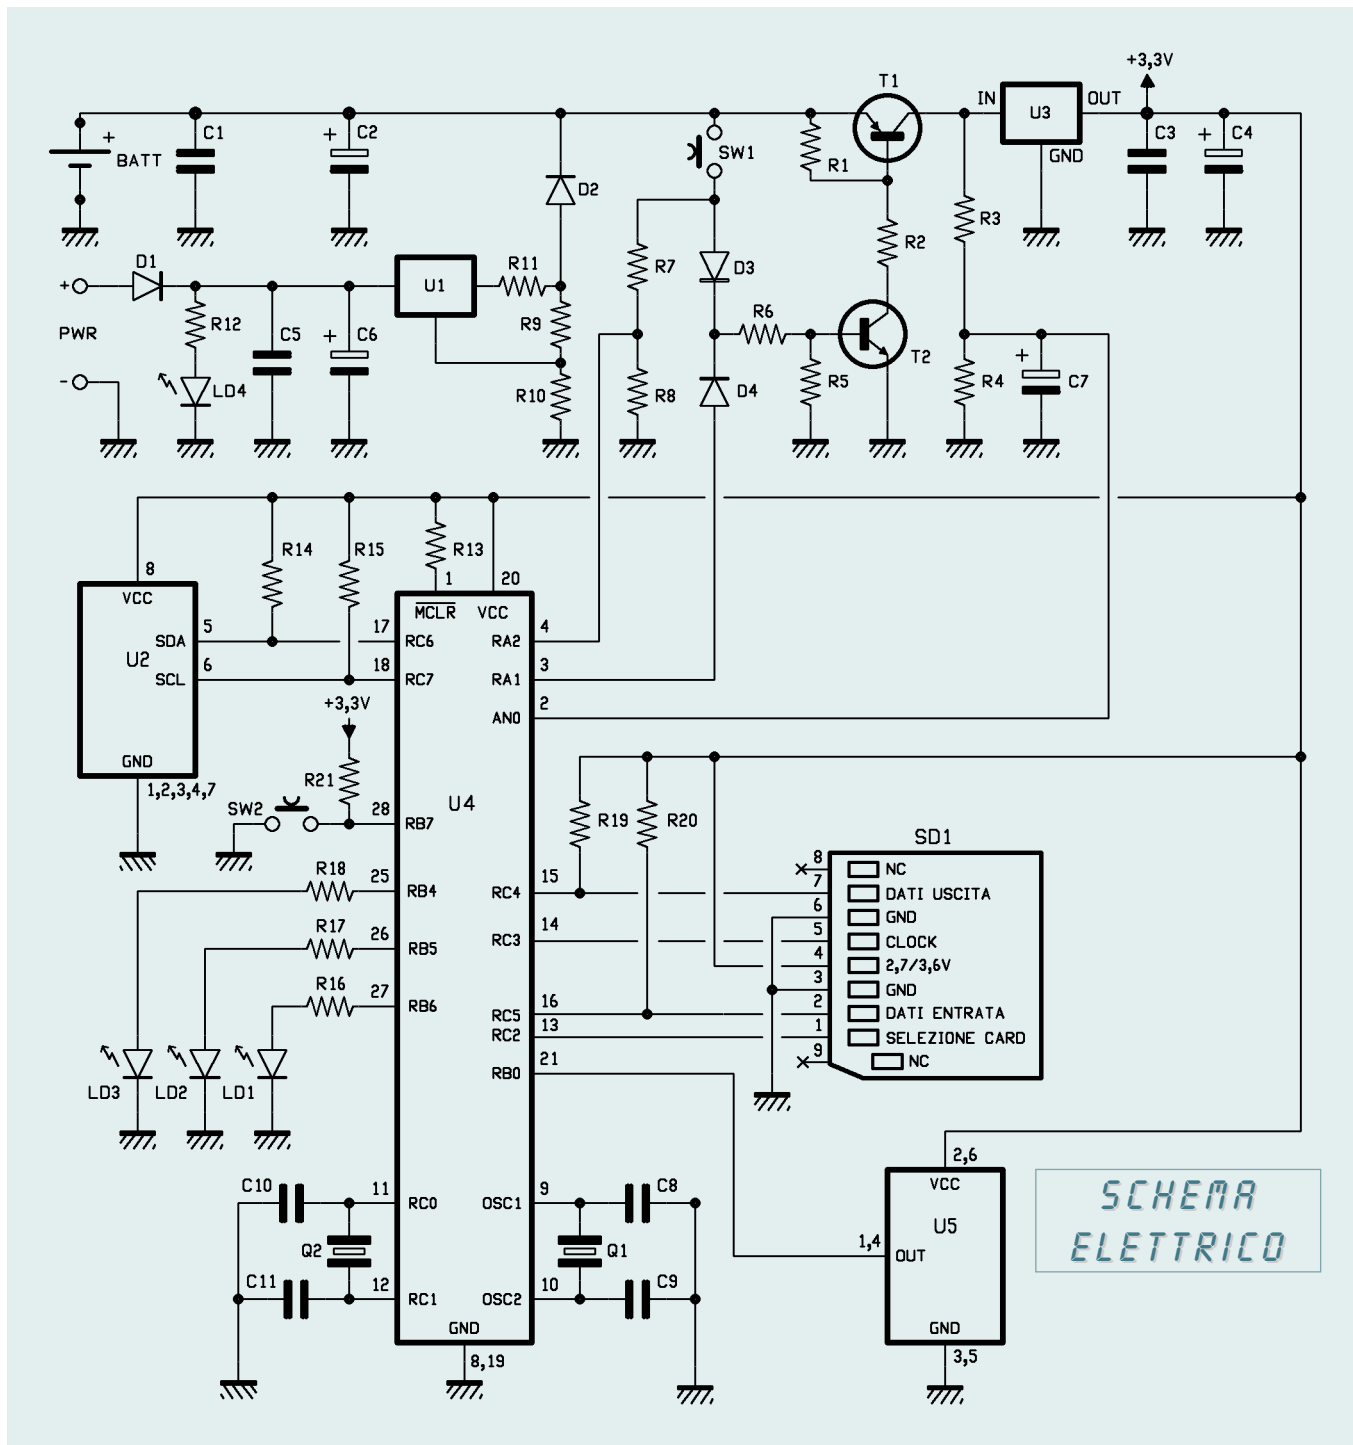 +3,3V
T1
IN
U3
OUT
C1
+
C2
C3
+
C4
+
BATT
SW1
R1
GND
D2
R3
R2
D1
R11
R7
D3
+
U1
R12
R9
R6
PWR
C5
+
C6
T2
+
-
LD4
R10
R8
D4
R5
R4
C7
R14
R15
R13
8
1
20
VCC
MCLR
VCC
5
17
4
SDA
RC6
RA2
U2
6
18
3
SCL
RC7
RA1
+3,3V
2
AN0
GND
R21
1,2,3,4,7
SW2
28
U4
RB7
R19
R20
SD1
8
NC
R18
25
15
7
RB4
RC4
DATI USCITA
6
GND
R17
26
14
5
RB5
RC3
CLOCK
4
2,7/3,6V
R16
27
3
GND
RB6
16
2
RC5
DATI ENTRATA
13
1
RC2
SELEZIONE CARD
21
9
NC
RB0
LD3
LD2
LD1
2,6
C10
11
9
C8
VCC
RC0
OSC1
SCHEMA
U5
Q2
Q1
1,4
OUT
ELETTRICO
C11
12
10
C9
RC1
OSC2
GND
GND
8,19
3,5